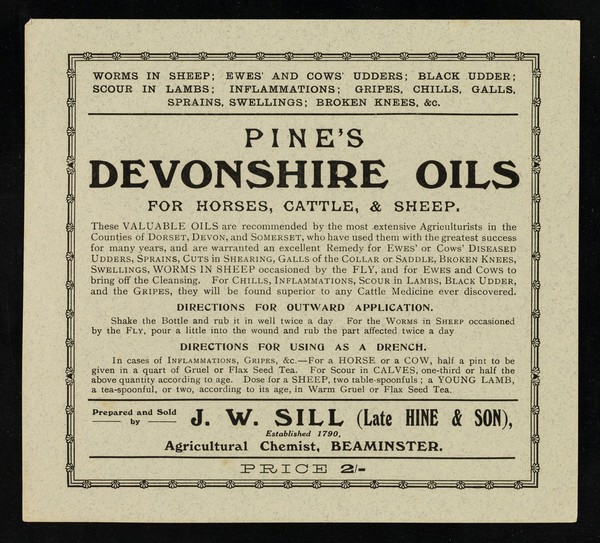 WORMS IN SHEEP; EWES' AND COWS' UDDERS; BLACK UDDER;
SCOUR IN LAMBS; INFLAMMATIONS; GRIPES, CHILLS, GALLS,
SPRAINS, SWELLINGS; BROKEN KNEES, &c.
PINE'S
DEVONSHIRE OILS
FOR HORSES, CATTLE, & SHEEP.
These VALUABLE OILS are recommended by the most extensive Agriculturists in the
Counties of DORSET, DEVON, and SOMERSET, who have used them with the greatest success
for many years, and are warranted an excellent Remedy for EWES' or Cows' DISEASED
UDDERS, SPRAINS, CUTS in SHEARING, GALLS of the COLLAR or SADDLE, BROKEN KNEES,
SWELLINGS, WORMS IN SHEEP occasioned by the FLY, and for EWES and Cows to
bring off the Cleansing. For CHILLS, INFLAMMATIONS, SCOUR in LAMBS, BLACK UDDER,
and the GRIPES, they will be found superior to any Cattle Medicine ever discovered.
DIRECTIONS FOR OUTWARD APPLICATION.
Shake the Bottle and rub it in well twice a day For the WORMS in SHEEP occasioned
by the FLY, pour a little into the wound and rub the part affected twice a day
DIRECTIONS FOR USING AS A DRENCH.
In cases of INFLAMMATIONS, GRIPES, &c.—For a HORSE or a COW, half a pint to be
given in a quart of Gruel or Flax Seed Tea. For Scour in CALVES, one-third or half the
above quantity according to age. Dose for a SHEEP, two table-spoonfuls; a YOUNG LAMB,
a tea-spoonful, or two, according to its age, in Warm Gruel or Flax Seed Tea.
Prepared and Sold by J. W. SILL (Late HINE & SON),
Established 1790,
Agricultural Chemist, BEAMINSTER.
PRICE 2/-